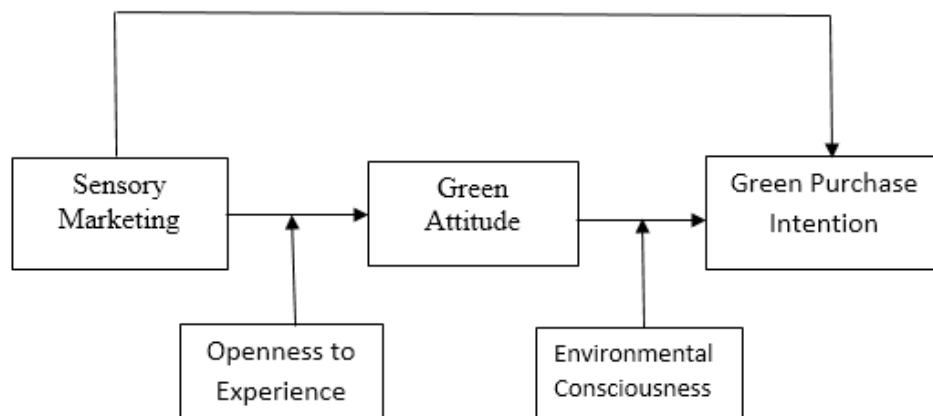 Sensory
Marketing
Green
Attitude
Green Purchase
Intention
Openness to
Experience
Environmental
Consciousness